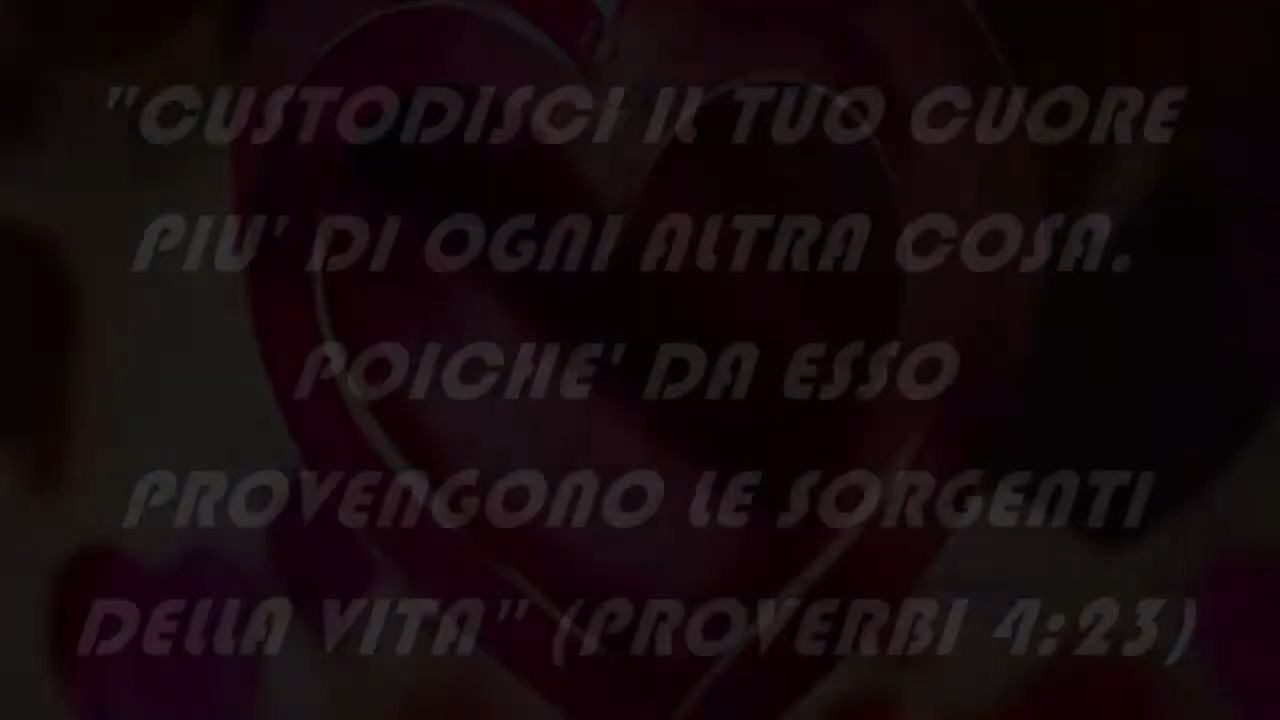 "CUSTODISCI IL TUO CUORE
PIU' DI OGNI ALTRA COSA.
POICHE' DA ESSO
PROVENGONO LE SORGENTI
DELLA VITA" (PROVERBI 4:23)